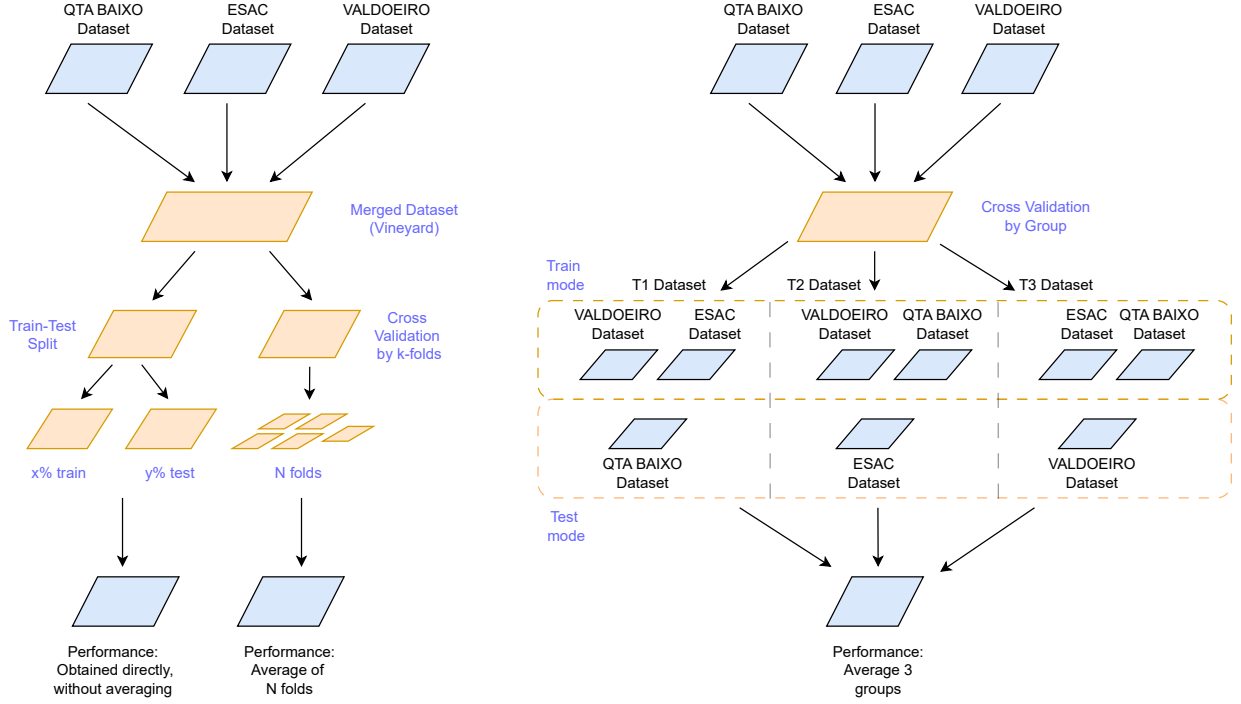 QTA BAIXO
Dataset
ESAC
Dataset
VALDOEIRO
Dataset
Merged Dataset
(Vineyard)
Train-Test
Split
Cross
Validation
by k-folds
x% train
y% test
N folds
Performance:
Obtained directly,
without averaging
Performance:
Average of
N folds
QTA BAIXO
Dataset
ESAC
Dataset
VALDOEIRO
Dataset
Cross Validation
by Group
Train
mode
T1 Dataset
T2 Dataset
T3 Dataset
VALDOEIRO
Dataset
ESAC
Dataset
VALDOEIRO
Dataset
QTA BAIXO
Dataset
ESAC
Dataset
QTA BAIXO
Dataset
QTA BAIXO
Dataset
ESAC
Dataset
VALDOEIRO
Dataset
Test
mode
Performance:
Average 3
groups